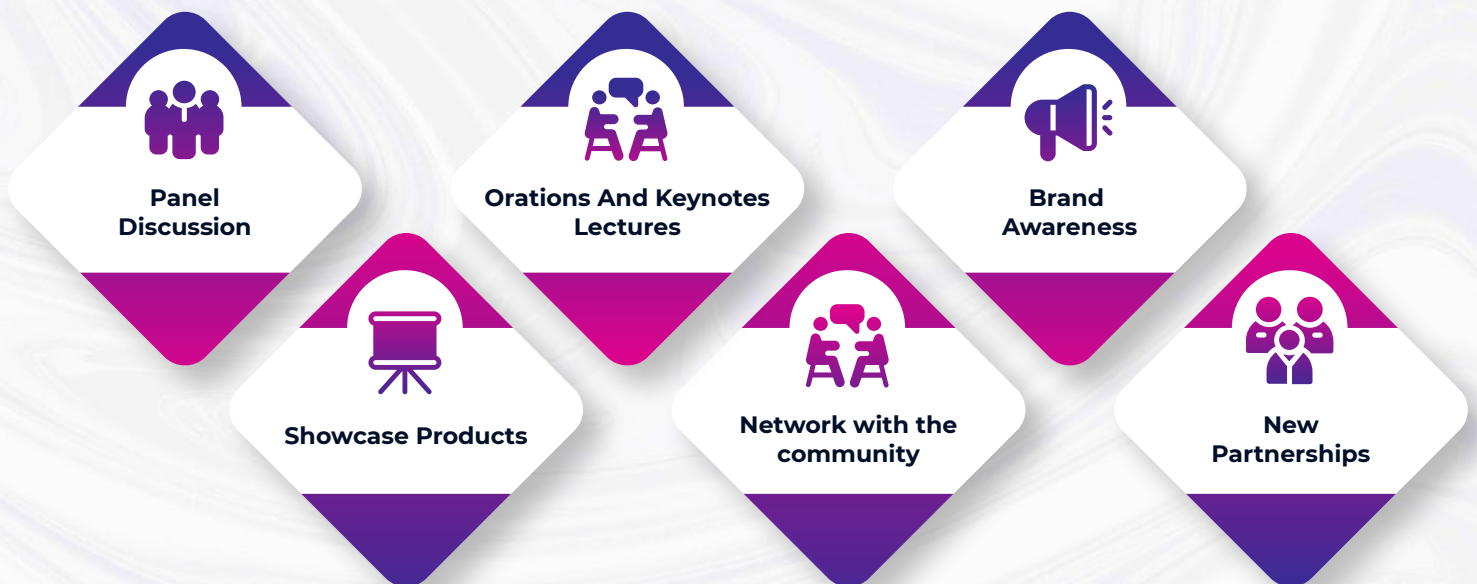 Panel
Discussion
Orations And Keynotes
Lectures
Brand
Awareness
Showcase Products
Network with the
community
New
Partnerships